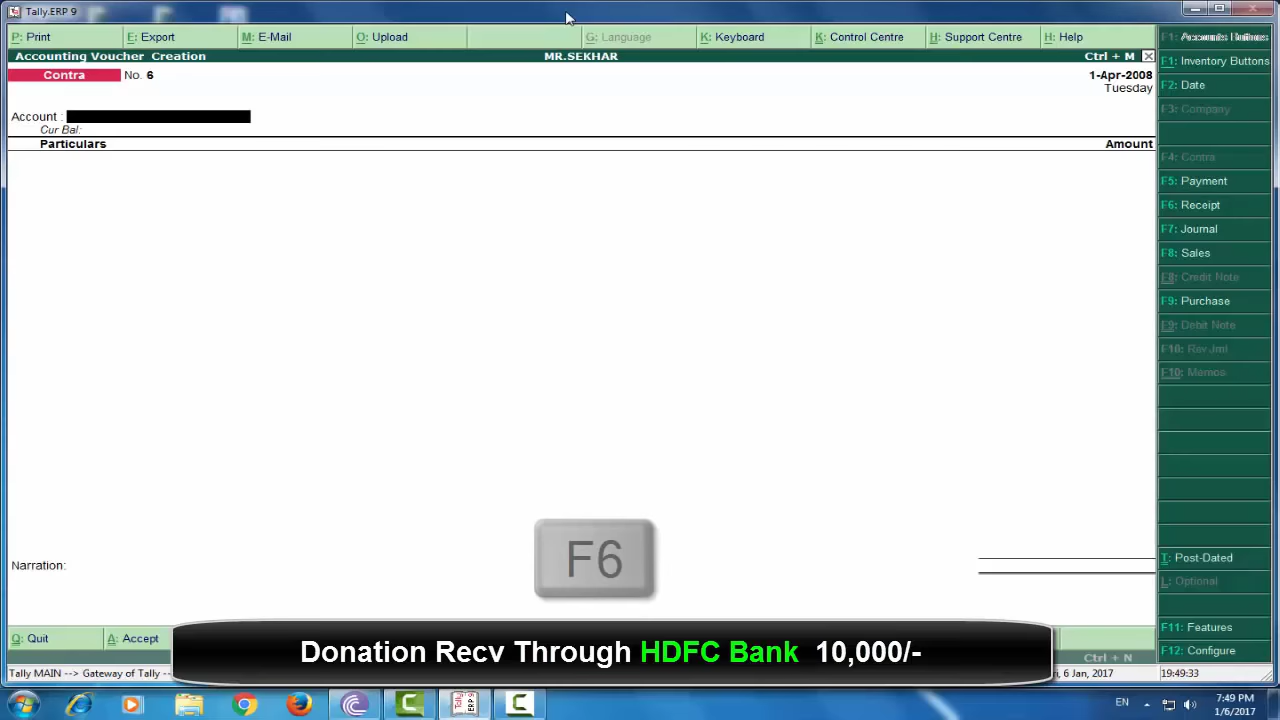 Tally.ERP 9
P: Print
E: Export
M: E-Mail
O: Upload
G: Language
K: Keyboard
K: Control Centre
H: Support Centre
H: Help
Accounting Voucher Creation
MR.SEKHAR
Ctrl + M
Contra No. 6
1-Apr-2008
Tuesday
Account :
Cur Bal:
Particulars
Amount
F1: Inventory Buttons
F2: Date
F3: Company
F4: Contra
F5: Payment
F6: Receipt
F7: Journal
F8: Sales
F8: Credit Note
F9: Purchase
F9: Debit Note
F10: Rev Jrnl
F10: Memos
T: Post-Dated
L: Optional
F11: Features
F12: Configure
F6
Narration:
Q: Quit
A: Accept
Donation Recv Through HDFC Bank 10,000/-
Ctrl + N
Tally MAIN --> Gateway of Tally --
6 Jan, 2017
19:49:33
Tally
ERP 9
EN
7:49 PM
1/6/2017